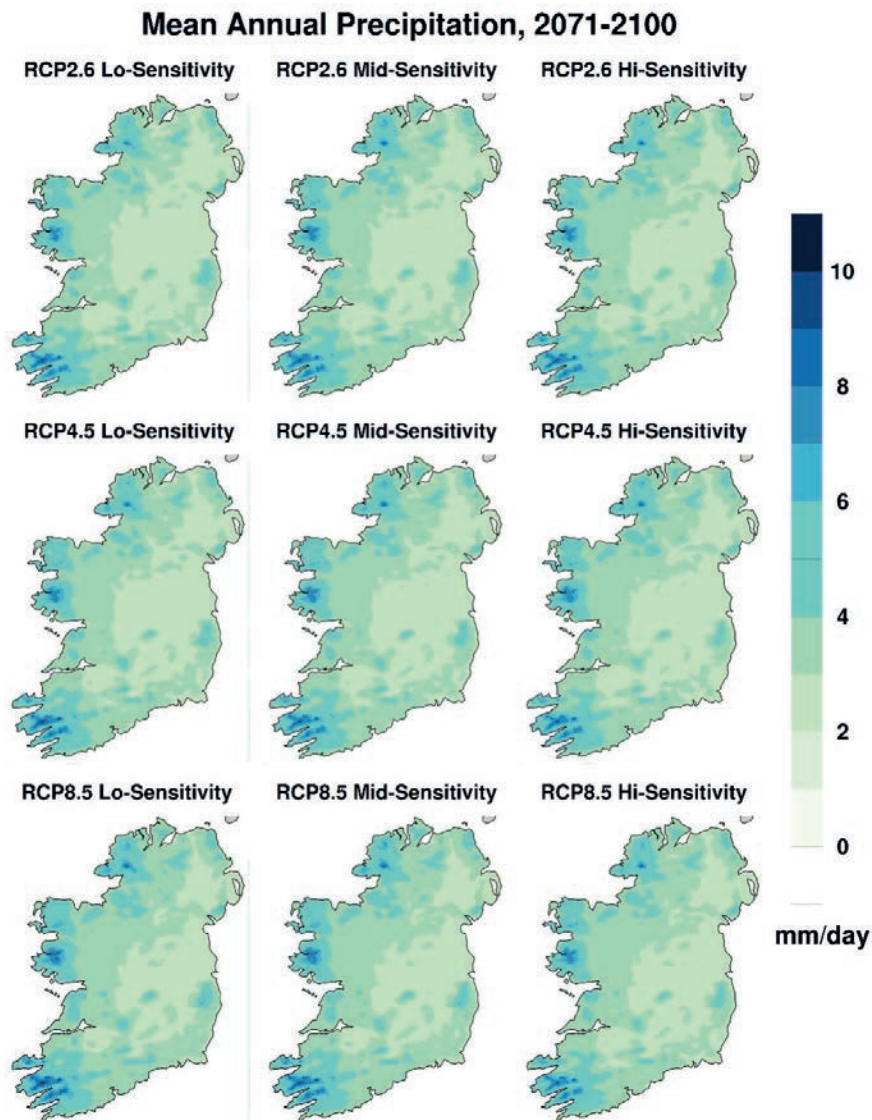 Mean Annual Precipitation, 2071-2100
RCP2.6 Lo-Sensitivity
RCP2.6 Mid-Sensitivity
RCP2.6 Hi-Sensitivity
RCP4.5 Lo-Sensitivity
RCP4.5 Mid-Sensitivity
RCP4.5 Hi-Sensitivity
RCP8.5 Lo-Sensitivity
RCP8.5 Mid-Sensitivity
RCP8.5 Hi-Sensitivity
10
8
6
4
2
0
mm/day